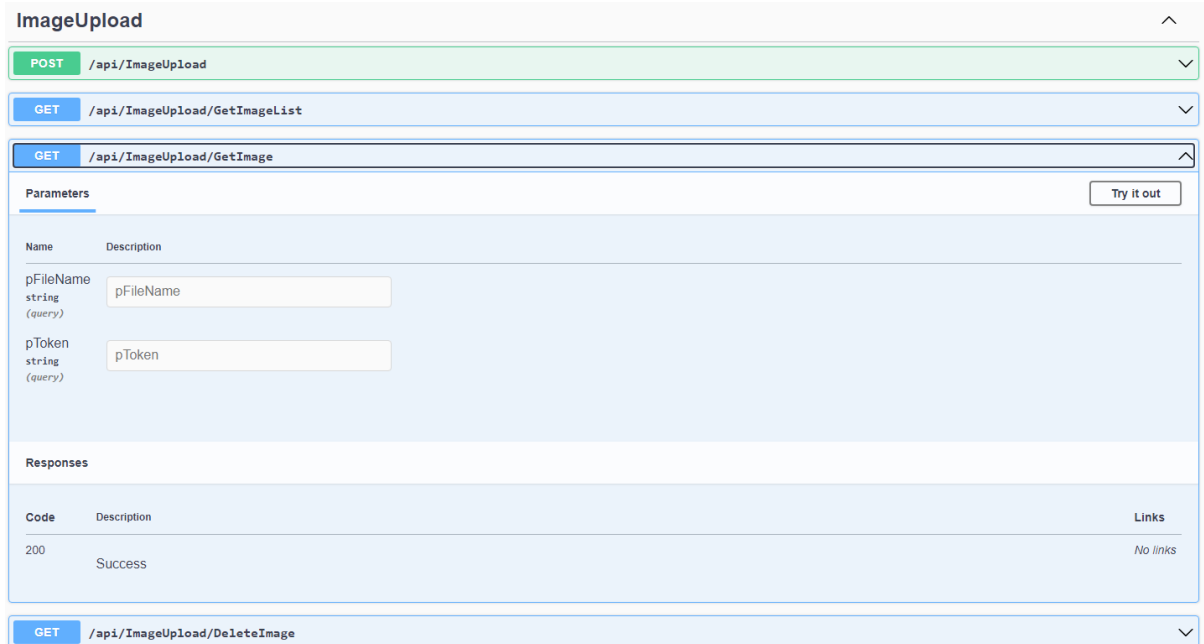 ImageUpload
POST /api/ImageUpload
GET /api/ImageUpload/GetImageList
GET /api/ImageUpload/GetImage
Parameters Try it out
Name Description
pFileName
string
(query)
pFileName
pToken
string
(query)
pToken
Responses
Code Description Links
200 Success No links
GET /api/ImageUpload/DeleteImage